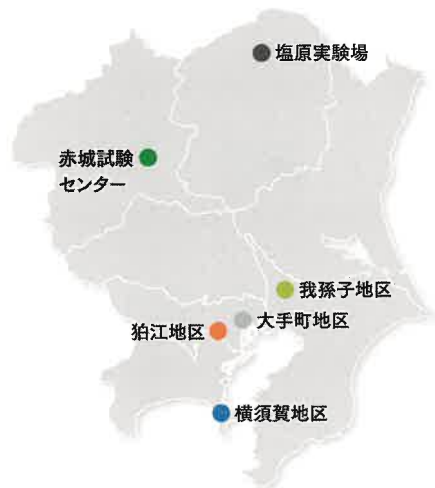 塩原実験場
赤城試験
センター
我孫子地区
大手町地区
狛江地区
横須賀地区